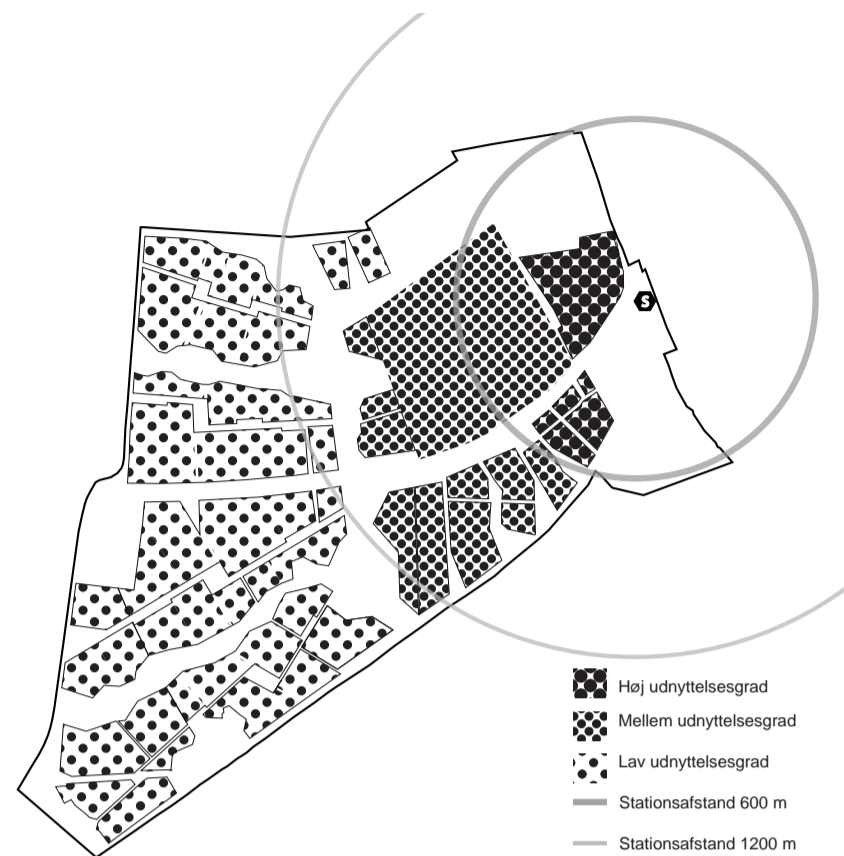 S
Høj udnyttelsesgrad
Mellem udnyttelsesgrad
Lav udnyttelsesgrad
Stationsafstand 600 m
Stationsafstand 1200 m